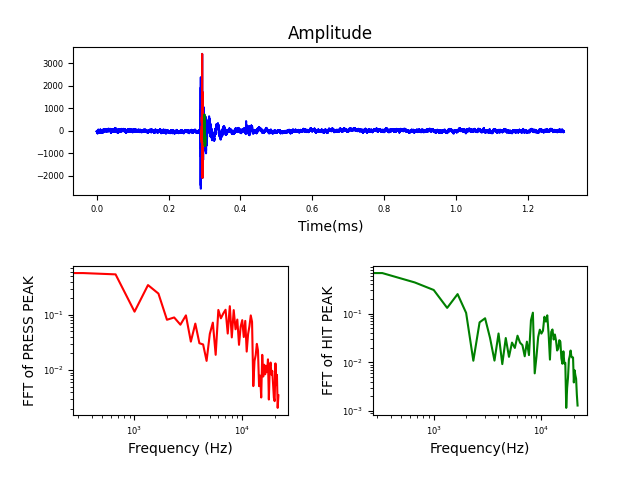 Amplitude
3000
2000
1000
0
−1000
−2000
0.0 0.2 0.4 0.6 0.8 1.0 1.2
Time(ms)
FFT of PRESS PEAK
10⁻¹
10⁻²
10³ 10⁴
Frequency (Hz)
FFT of HIT PEAK
10⁻¹
10⁻²
10⁻³
10³ 10⁴
Frequency(Hz)